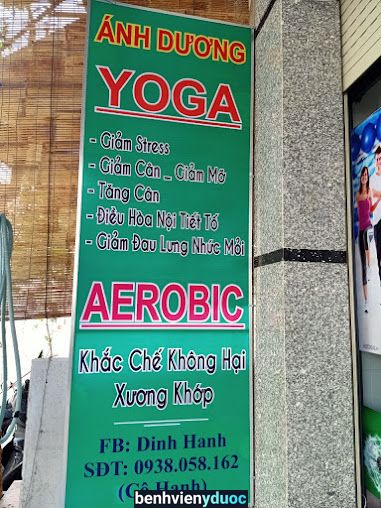 ÁNH DƯƠNG
YOGA
- Giảm Stress
- Giảm Cân _ Giảm Mỡ
- Tăng Cân
- Điều Hòa Nội Tiết Tố
- Giảm Đau Lưng Nhức Mỏi
AEROBIC
Khắc Chế Không Hại
Xương Khớp
FB: Dinh Hanh
SĐT: 0938.058.162
(Cô Hạnh)
benhvienyduoc